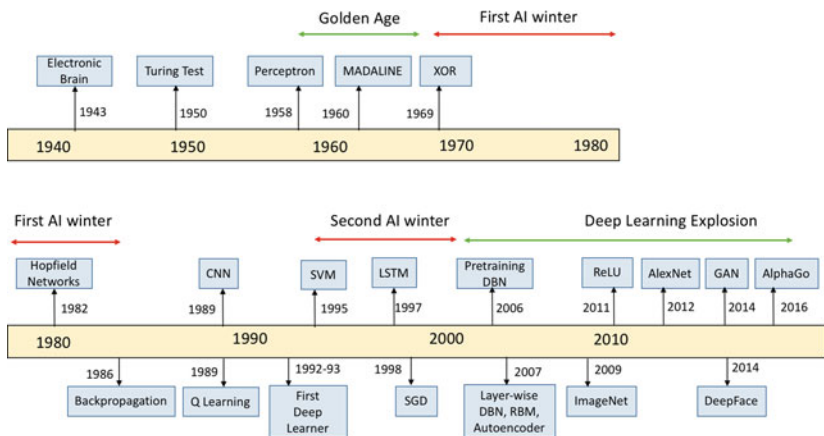 Golden Age
First AI winter
Electronic
Brain
Turing Test
Perceptron
MADALINE
XOR
1943
1950
1958
1960
1969
1940
1950
1960
1970
1980
First AI winter
Second AI winter
Deep Learning Explosion
Hopfield
Networks
CNN
SVM
LSTM
Pretraining
DBN
ReLU
AlexNet
GAN
AlphaGo
1982
1989
1995
1997
2006
2011
2012
2014
2016
1980
1990
2000
2010
1986
1989
1992-93
1998
2007
2009
2014
Backpropagation
Q Learning
First
Deep
Learner
SGD
Layer-wise
DBN, RBM,
Autoencoder
ImageNet
DeepFace